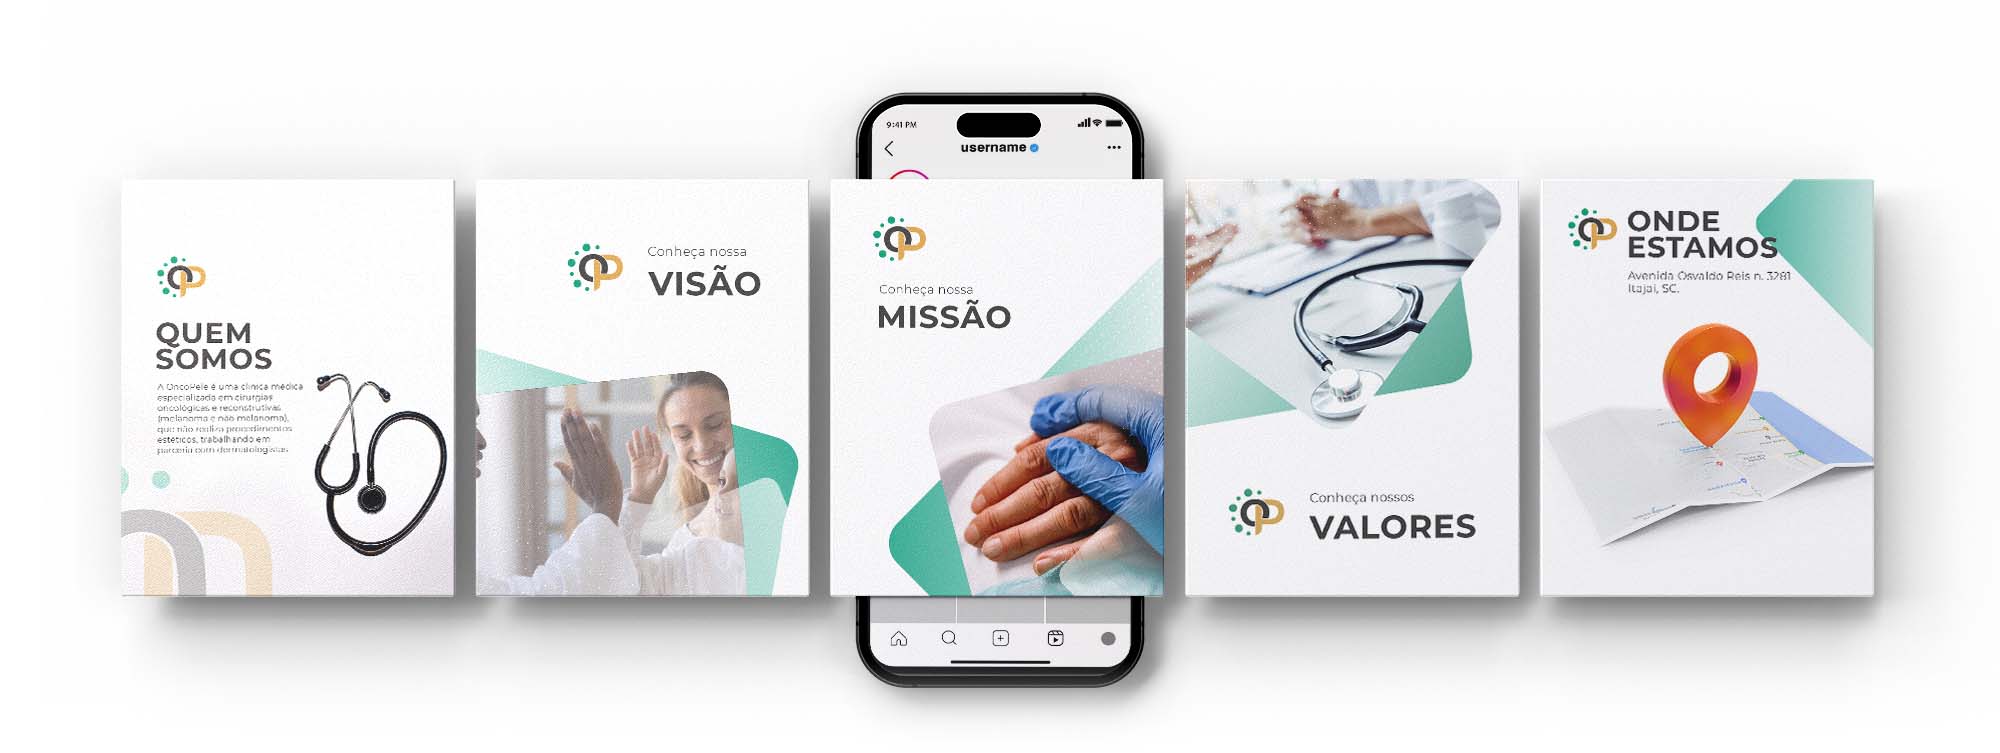 9:41 PM
username
QUEM
SOMOS
A OncoPele é uma clínica médica
especializada em cirurgias
oncológicas e reconstrutivas
(melanoma e não melanoma),
que não realiza procedimentos
estéticos, trabalhando em
parceria com dermatologistas
Conheça nossa
VISÃO
Conheça nossa
MISSÃO
Conheça nossos
VALORES
ONDE
ESTAMOS
Avenida Osvaldo Reis n. 3281
Itajaí, SC.